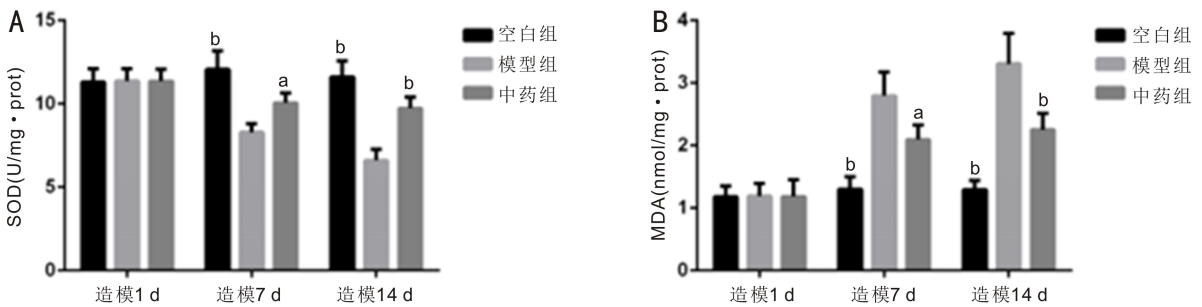 A
SOD(U/mg·prot)
15
10
5
0
b
a
b
b
空白组
模型组
中药组
造模1 d
造模7 d
造模14 d
B
MDA(nmol/mg·prot)
4
3
2
1
0
b
a
b
b
空白组
模型组
中药组
造模1 d
造模7 d
造模14 d